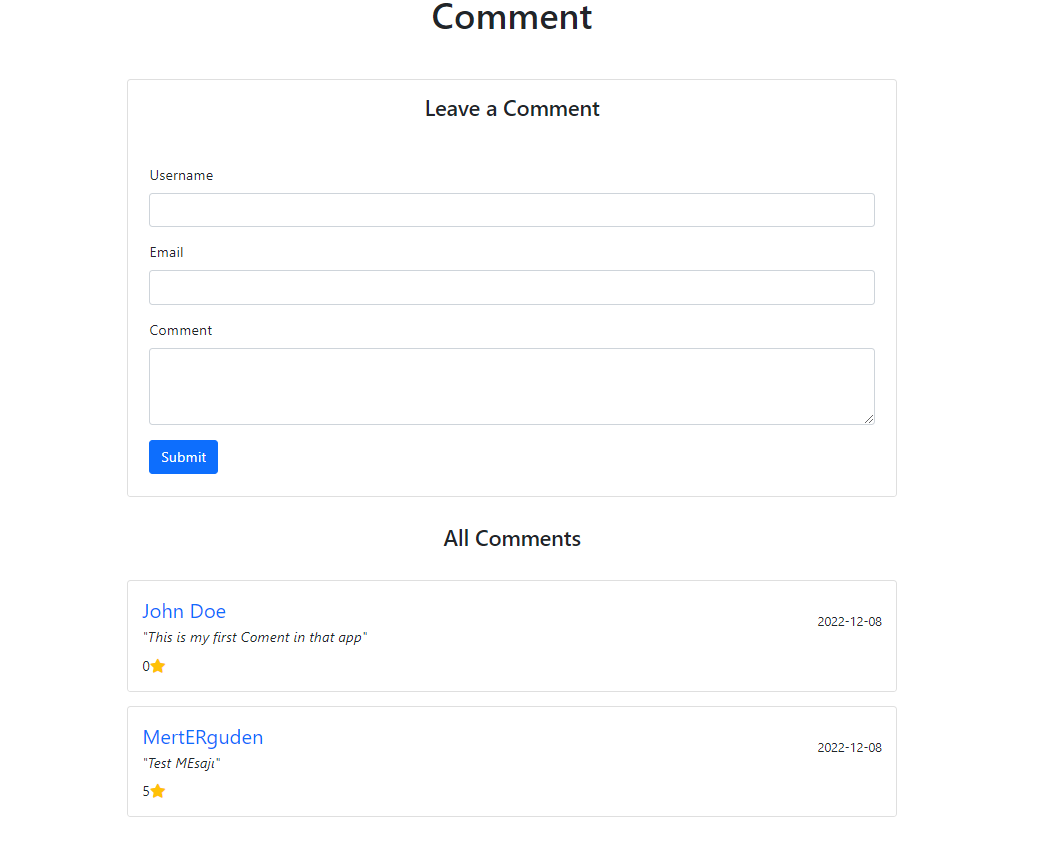 Comment
Leave a Comment
Username
Email
Comment
Submit
All Comments
John Doe
2022-12-08
"This is my first Coment in that app"
0
MertERguden
2022-12-08
"Test MEsajı"
5